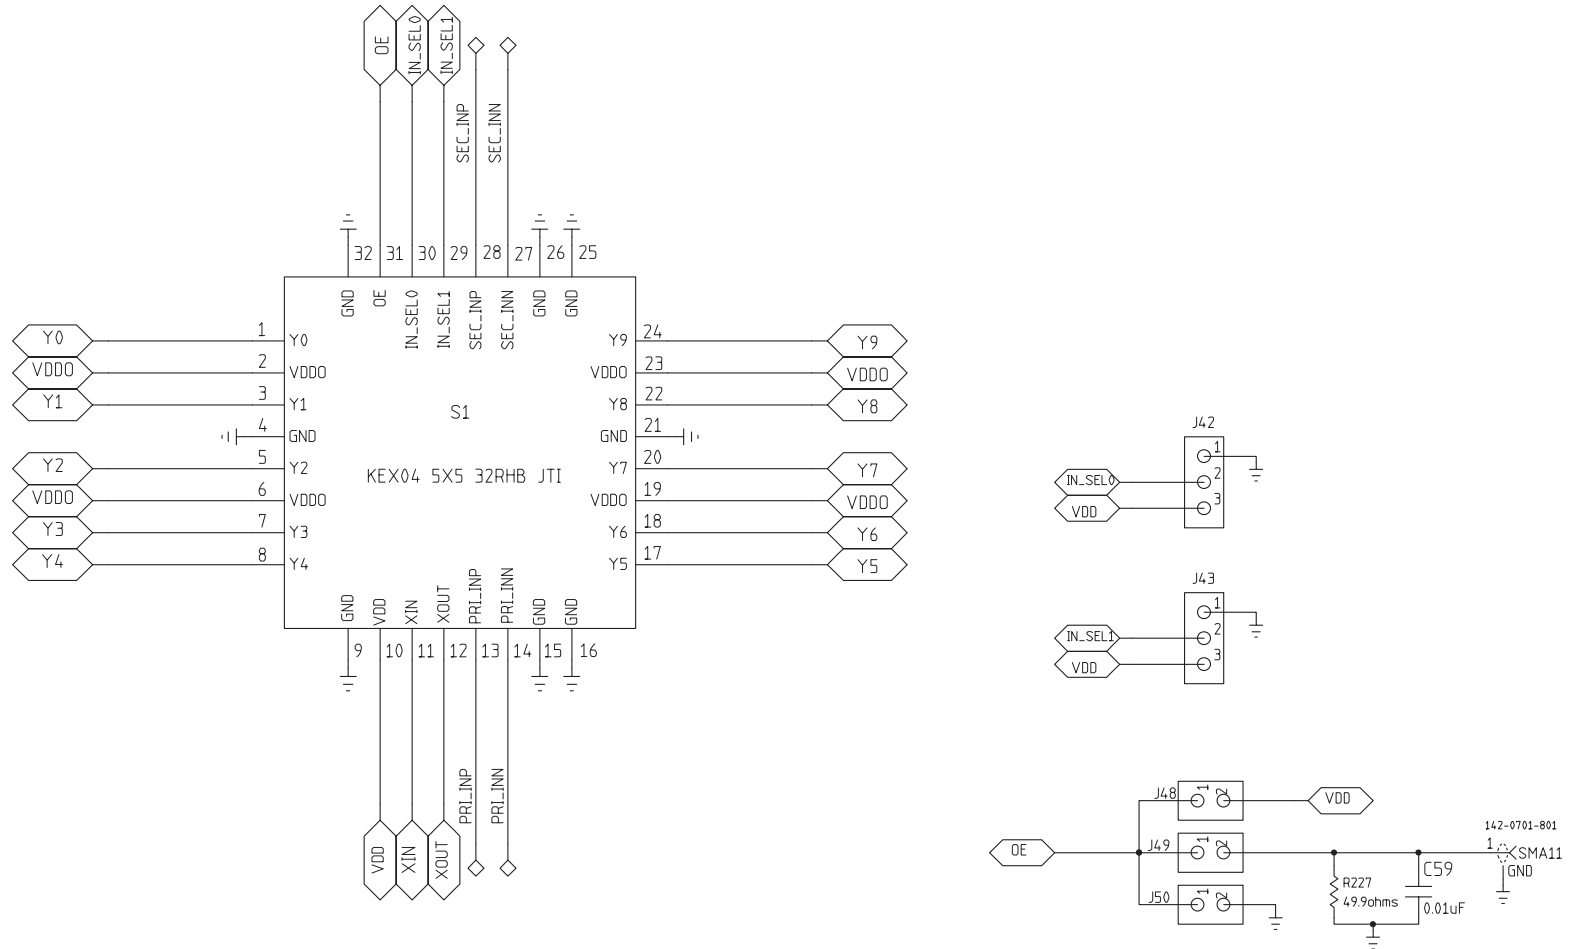 OE
IN_SEL0
IN_SEL1
SEC_INP
SEC_INN
32
31
30
29
28
27
26
25
GND
OE
IN_SEL0
IN_SEL1
SEC_INP
SEC_INN
GND
GND
Y0 1 Y0
VDDO 2 VDDO
Y1 3 Y1
4 GND
Y2 5 Y2
VDDO 6 VDDO
Y3 7 Y3
Y4 8 Y4
S1
KEX04 5X5 32RHB JTI
Y9 24 Y9
VDDO 23 VDDO
Y8 22 Y8
GND 21
Y7 20 Y7
VDDO 19 VDDO
Y6 18 Y6
Y5 17 Y5
GND
VDD
XIN
XOUT
PRI_INP
PRI_INN
GND
GND
9
10
11
12
13
14
15
16
PRI_INP
PRI_INN
VDD
XIN
XOUT
J42
1
IN_SEL0 2
VDD 3
J43
1
IN_SEL1 2
VDD 3
J48 1 2 VDD
OE J49 1 2
J50 1 2
142-0701-801
1 SMA11
GND
R227
49.9ohms
C59
0.01uF